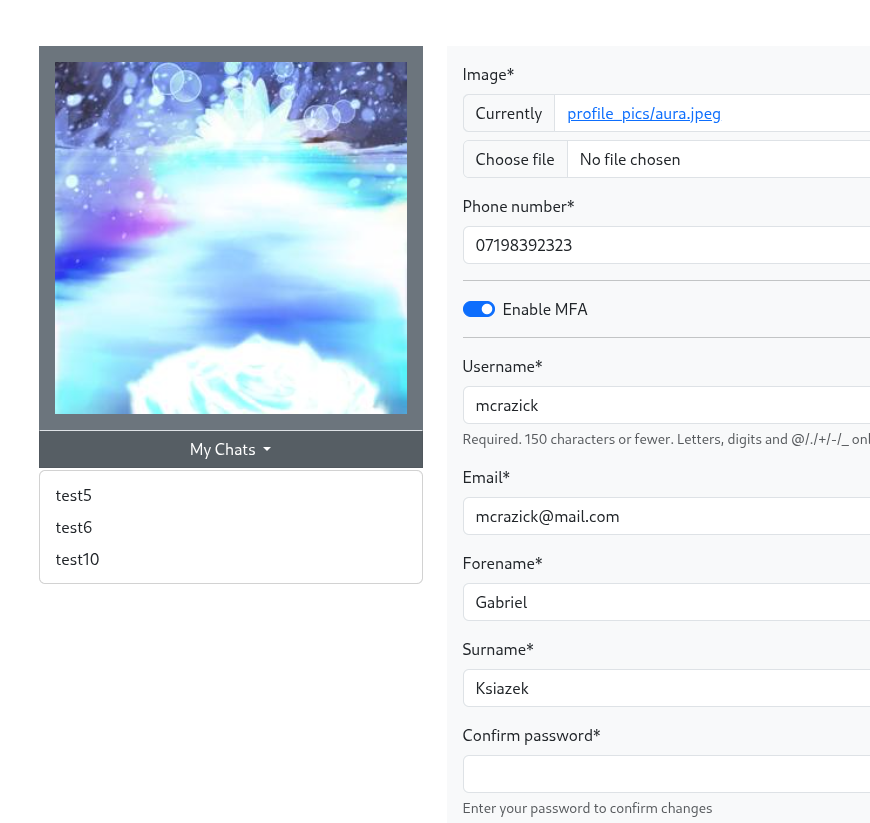 My Chats
test5
test6
test10
Image*
Currently profile_pics/aura.jpeg
Choose file No file chosen
Phone number*
07198392323
Enable MFA
Username*
mcrazick
Required. 150 characters or fewer. Letters, digits and @/./+/-/_ onl
Email*
mcrazick@mail.com
Forename*
Gabriel
Surname*
Ksiazek
Confirm password*
Enter your password to confirm changes